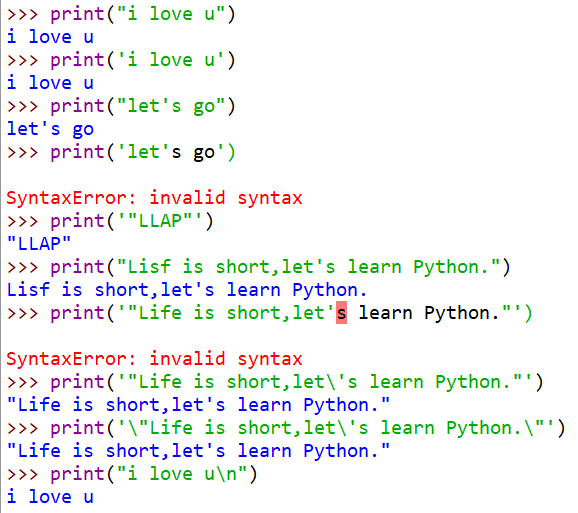 >>> print("i love u")
i love u
>>> print('i love u')
i love u
>>> print("let's go")
let's go
>>> print('let's go')
SyntaxError: invalid syntax
>>> print('"LLAP"')
"LLAP"
>>> print("Lisf is short,let's learn Python.")
Lisf is short,let's learn Python.
>>> print('"Life is short,let's learn Python."')
SyntaxError: invalid syntax
>>> print('"Life is short,let\'s learn Python."')
"Life is short,let's learn Python."
>>> print('\"Life is short,let\'s learn Python.\"')
"Life is short,let's learn Python."
>>> print("i love u\n")
i love u